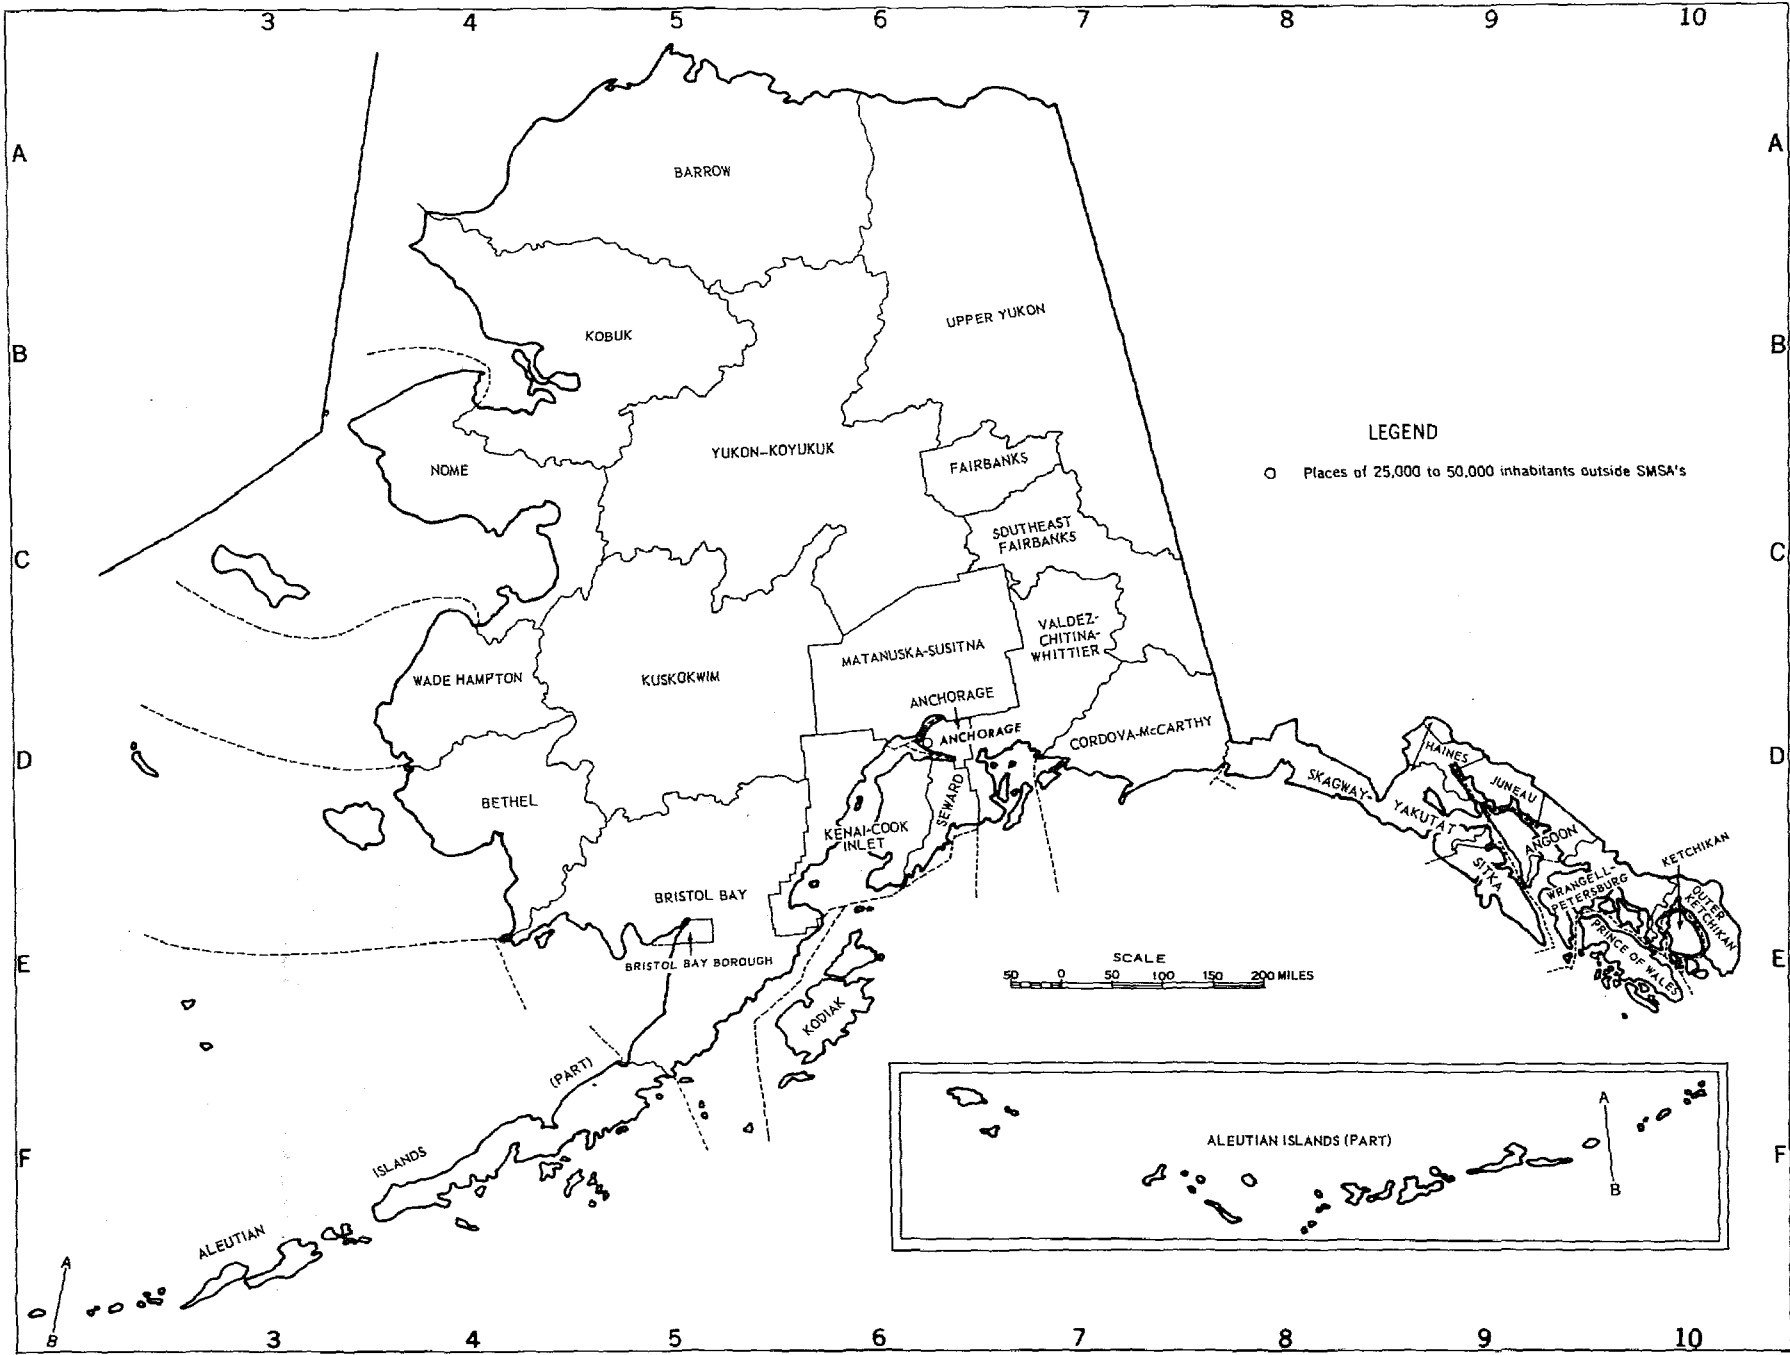 3 4 5 6 7 8 9 10
A A
BARROW
UPPER YUKON
KOBUK
B B
LEGEND
YUKON-KOYUKUK
NOME
FAIRBANKS
O Places of 25,000 to 50,000 inhabitants outside SMSA's
SOUTHEAST
FAIRBANKS
C C
VALDEZ-
CHITINA-
WHITTIER
MATANUSKA-SUSITNA
WADE HAMPTON
KUSKOKWIM
ANCHORAGE
ANCHORAGE
CORDOVA-McCARTHY
D D
HAINES
SKAGWAY-
YAKUTAT
JUNEAU
BETHEL
SEWARD
KENAI-COOK
INLET
ANGOON
KETCHIKAN
SITKA
WRANGELL-
PETERSBURG
OUTER
KETCHIKAN
BRISTOL BAY
PRINCE OF WALES
BRISTOL BAY BOROUGH
E E
SCALE
50 0 50 100 150 200 MILES
KODIAK
(PART)
ISLANDS
ALEUTIAN
F F
ALEUTIAN ISLANDS (PART)
A
B
A
B
3 4 5 6 7 8 9 10